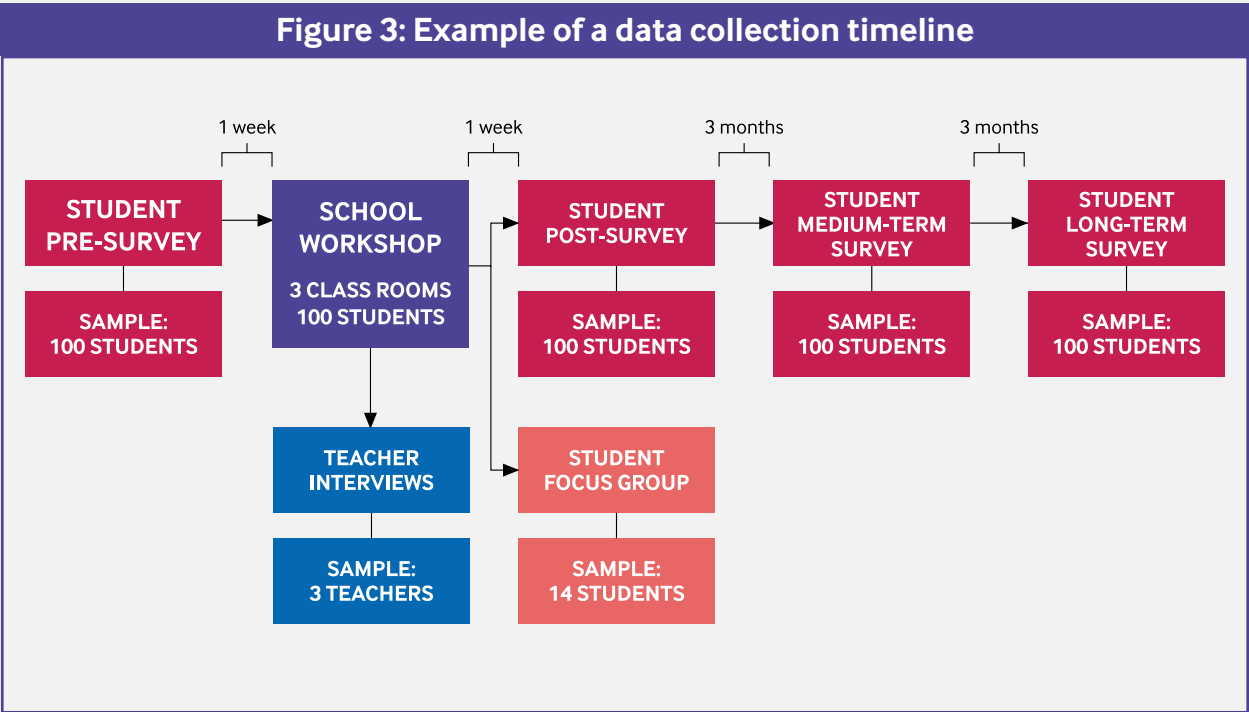 Figure 3: Example of a data collection timeline
1 week
1 week
3 months
3 months
STUDENT
PRE-SURVEY
SCHOOL
WORKSHOP
3 CLASS ROOMS
100 STUDENTS
STUDENT
POST-SURVEY
STUDENT
MEDIUM-TERM
SURVEY
STUDENT
LONG-TERM
SURVEY
SAMPLE:
100 STUDENTS
SAMPLE:
100 STUDENTS
SAMPLE:
100 STUDENTS
SAMPLE:
100 STUDENTS
TEACHER
INTERVIEWS
STUDENT
FOCUS GROUP
SAMPLE:
3 TEACHERS
SAMPLE:
14 STUDENTS